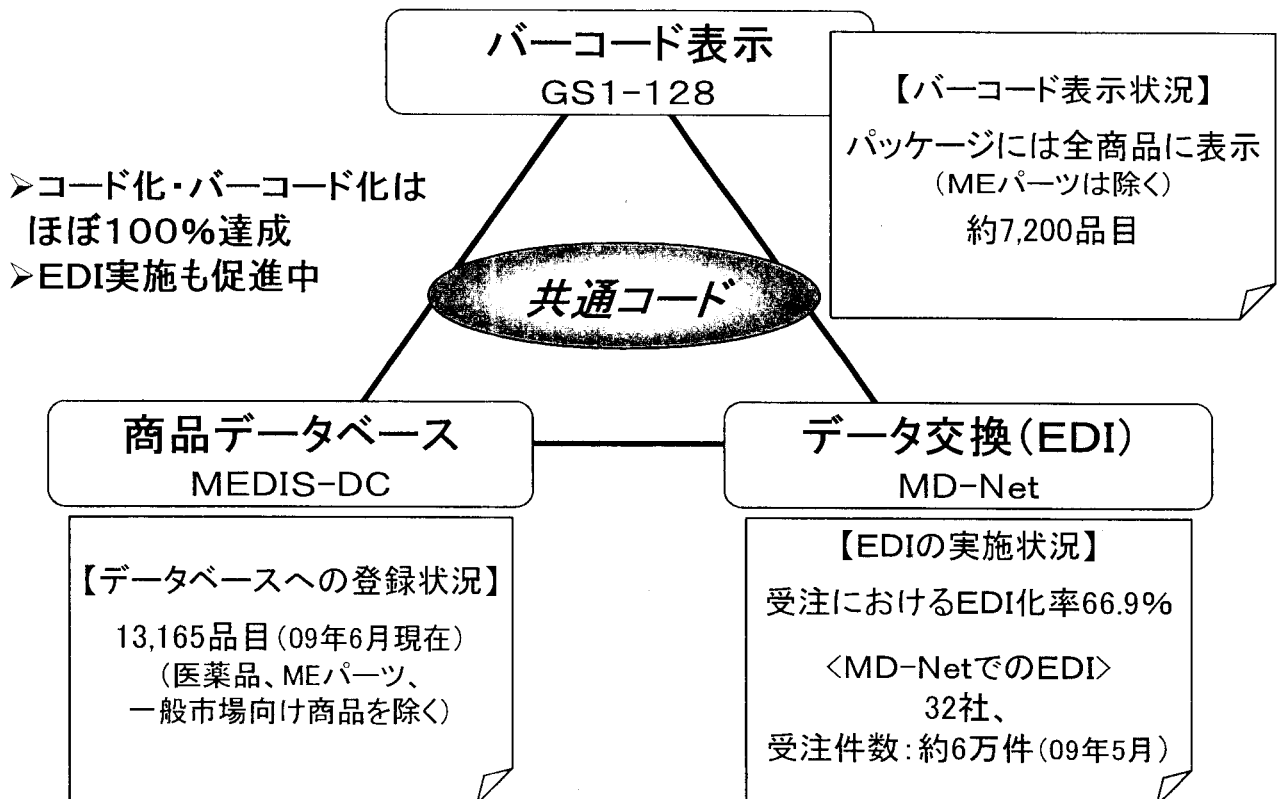 バーコード表示
GS1-128
【バーコード表示状況】
パッケージには全商品に表示
(MEパーツは除く)
約7,200品目
➢コード化・バーコード化は
ほぼ100%達成
➢EDI実施も促進中
共通コード
商品データベース
MEDIS-DC
【データベースへの登録状況】
13,165品目(09年6月現在)
(医薬品、MEパーツ、
一般市場向け商品を除く)
データ交換(EDI)
MD-Net
【EDIの実施状況】
受注におけるEDI化率66.9%
<MD-NetでのEDI>
32社、
受注件数:約6万件(09年5月)